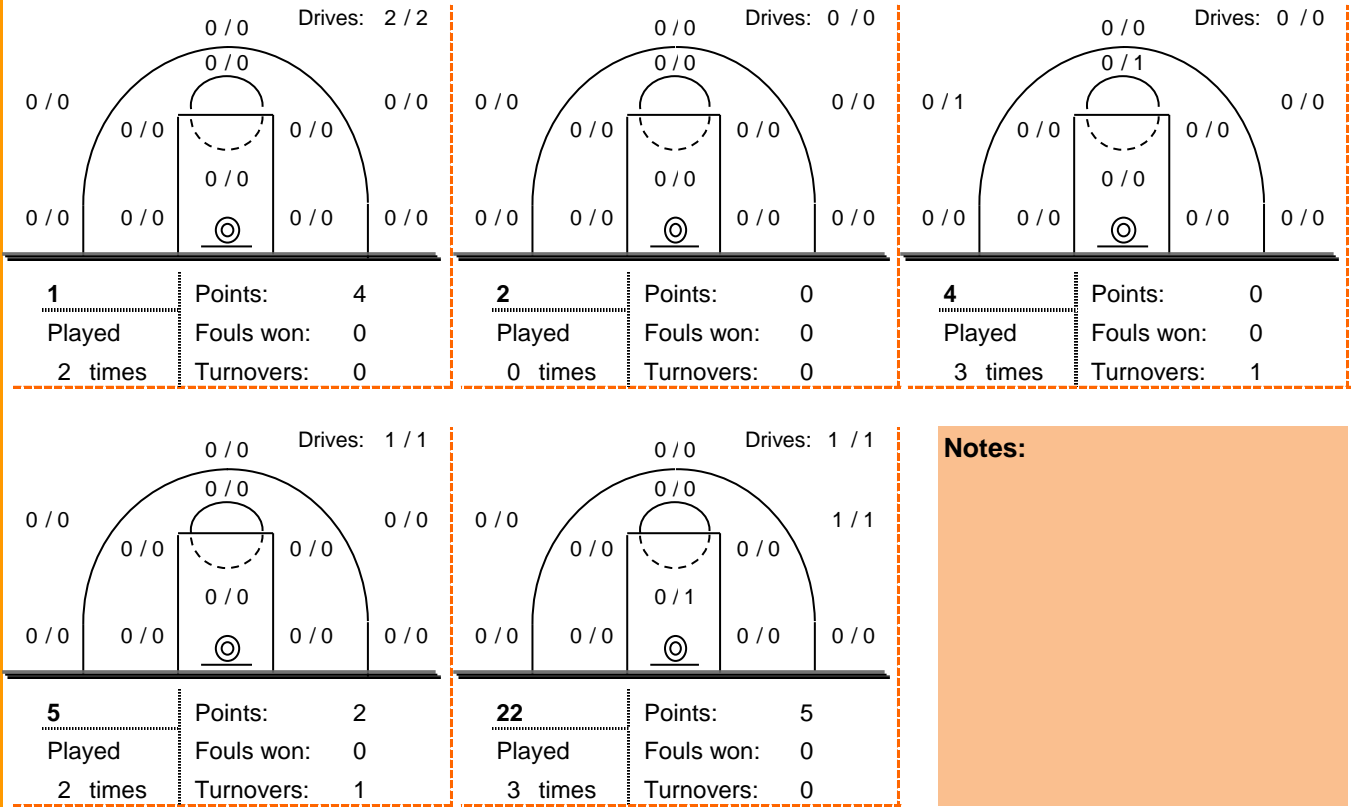 Drives: 2 / 2
0 / 0
0 / 0
0 / 0 0 / 0
0 / 0 0 / 0
0 / 0
0 / 0 0 / 0 0 / 0 0 / 0
1 Points: 4
Played Fouls won: 0
2 times Turnovers: 0
Drives: 0 / 0
0 / 0
0 / 0
0 / 0 0 / 0
0 / 0 0 / 0
0 / 0
0 / 0 0 / 0 0 / 0 0 / 0
2 Points: 0
Played Fouls won: 0
0 times Turnovers: 0
Drives: 0 / 0
0 / 0
0 / 1
0 / 1 0 / 0
0 / 0 0 / 0
0 / 0
0 / 0 0 / 0 0 / 0 0 / 0
4 Points: 0
Played Fouls won: 0
3 times Turnovers: 1
Drives: 1 / 1
0 / 0
0 / 0
0 / 0 0 / 0
0 / 0 0 / 0
0 / 0
0 / 0 0 / 0 0 / 0 0 / 0
5 Points: 2
Played Fouls won: 0
2 times Turnovers: 1
Drives: 1 / 1
0 / 0
0 / 0
0 / 0 1 / 1
0 / 0 0 / 0
0 / 1
0 / 0 0 / 0 0 / 0 0 / 0
22 Points: 5
Played Fouls won: 0
3 times Turnovers: 0
Notes: